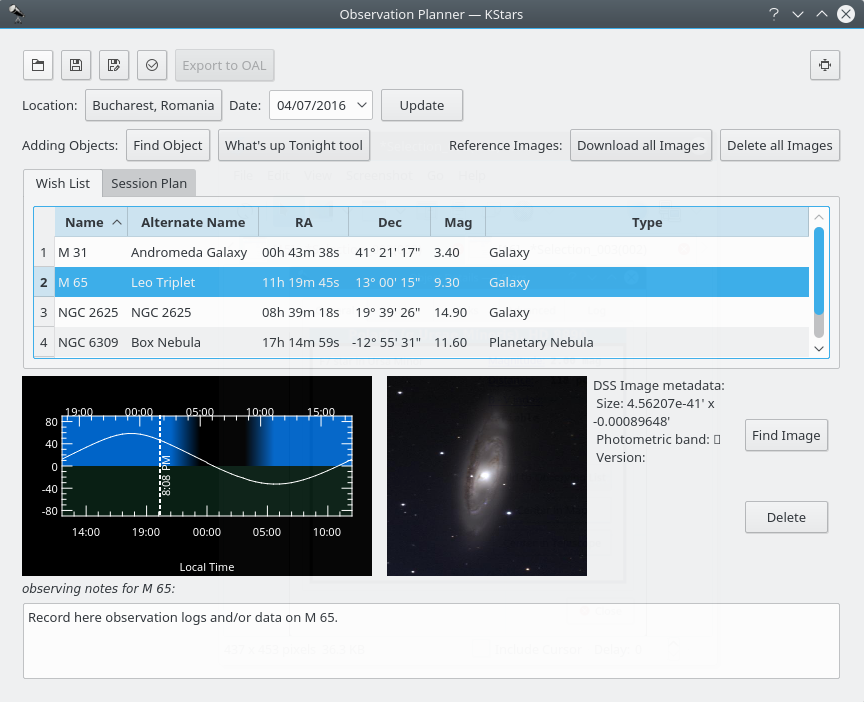 Observation Planner — KStars
Export to OAL
Location: Bucharest, Romania Date: 04/07/2016 Update
Adding Objects: Find Object What's up Tonight tool Reference Images: Download all Images Delete all Images
Wish List Session Plan
Name Alternate Name RA Dec Mag Type
1 M 31 Andromeda Galaxy 00h 43m 38s 41° 21' 17" 3.40 Galaxy
2 M 65 Leo Triplet 11h 19m 45s 13° 00' 15" 9.30 Galaxy
3 NGC 2625 NGC 2625 08h 39m 18s 19° 39' 26" 14.90 Galaxy
4 NGC 6309 Box Nebula 17h 14m 59s -12° 55' 31" 11.60 Planetary Nebula
19:00 00:00 05:00 10:00 15:00
80
40
0
-40
-80
8:08 PM
14:00 19:00 00:00 05:00 10:00
Local Time
DSS Image metadata:
Size: 4.56207e-41' x
-0.00089648'
Photometric band:
Version:
Find Image
Delete
observing notes for M 65:
Record here observation logs and/or data on M 65.